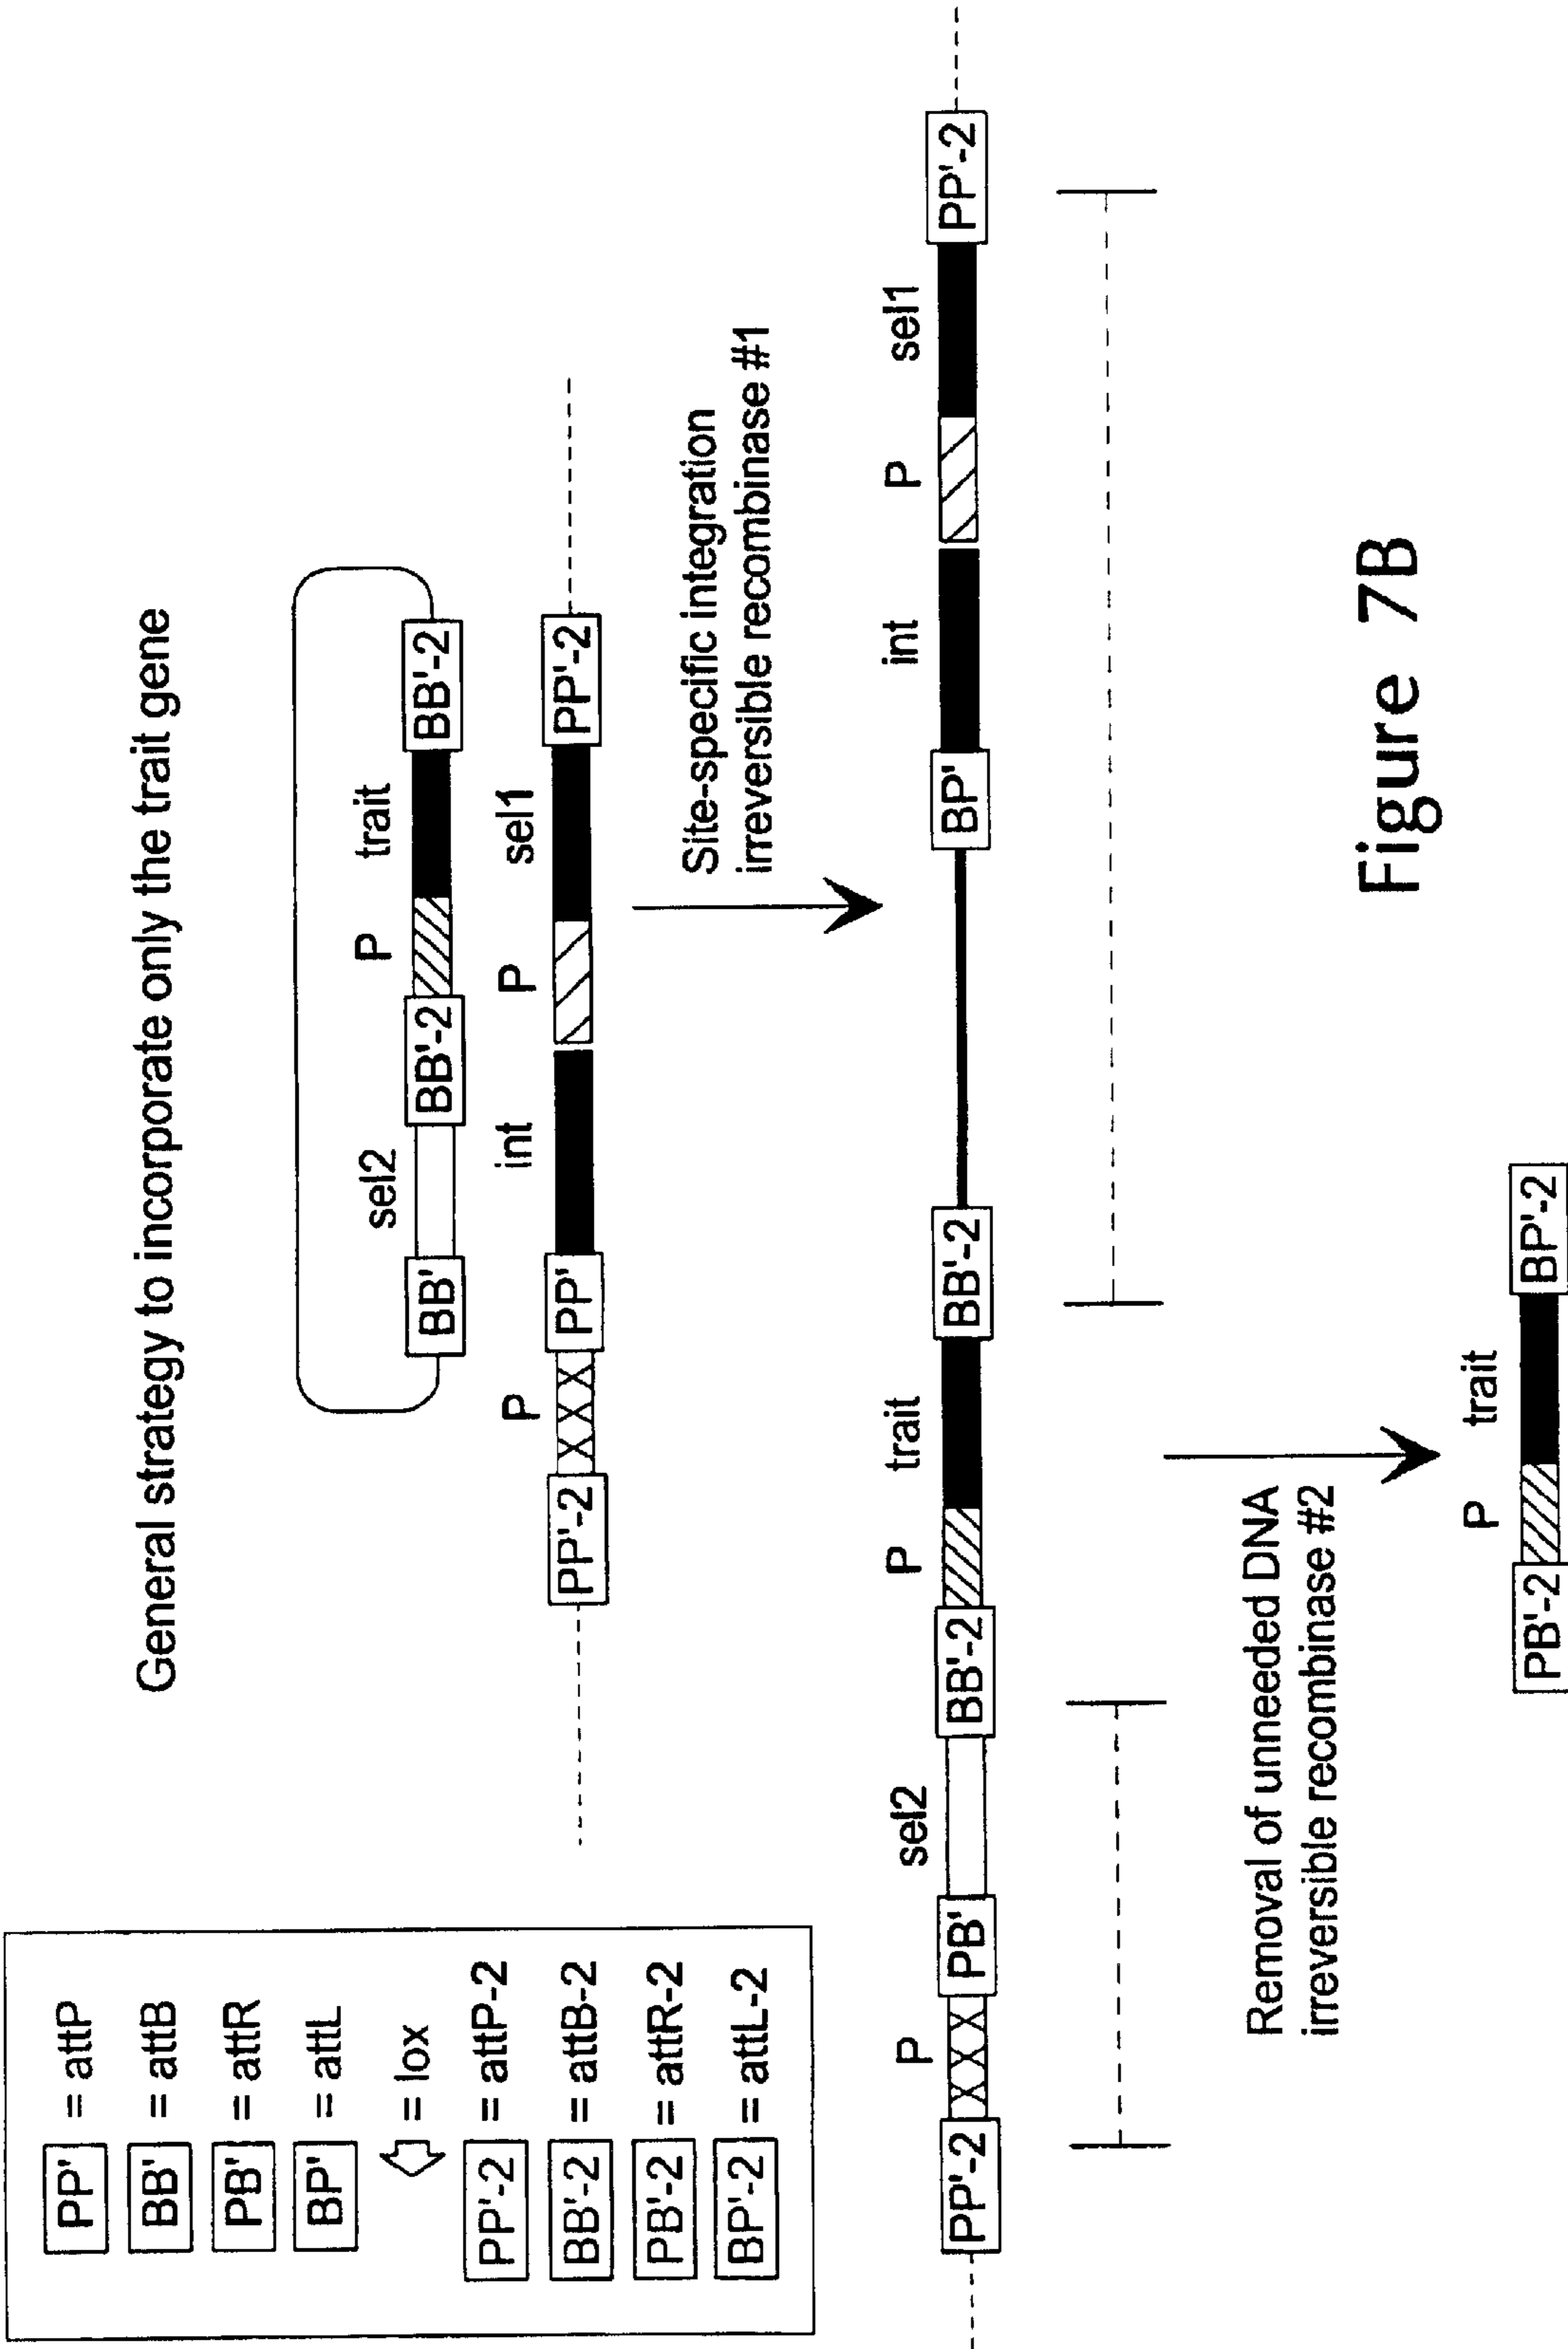 General strategy to incorporate only the trait gene
PP' = attP
BB' = attB
PB' = attR
BP' = attL
= lox
PP'-2 = attP-2
BB'-2 = attB-2
PB'-2 = attR-2
BP'-2 = attL-2
sel2 P trait
BB' BB'-2 BB'-2
P int P sel1
PP'-2 PP' PP'-2
Site-specific integration
irreversible recombinase #1
P sel2 P trait int P sel1
PP'-2 PB' BB'-2 BB'-2 BP' PP'-2
Removal of unneeded DNA
irreversible recombinase #2
P trait
PB'-2 BP'-2
Figure 7B